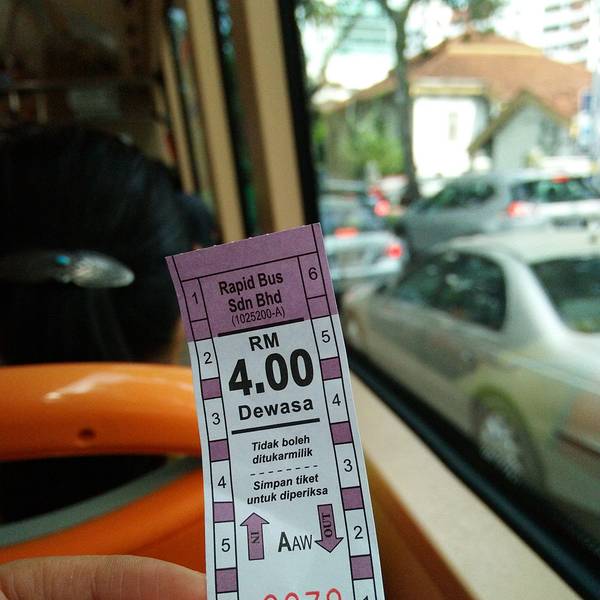 Rapid Bus
Sdn Bhd
(1025200-A)
RM
4.00
Dewasa
Tidak boleh
ditukarmilik
Simpan tiket
untuk diperiksa
IN
AAW
OUT
1
2
3
4
5
6
5
4
3
2